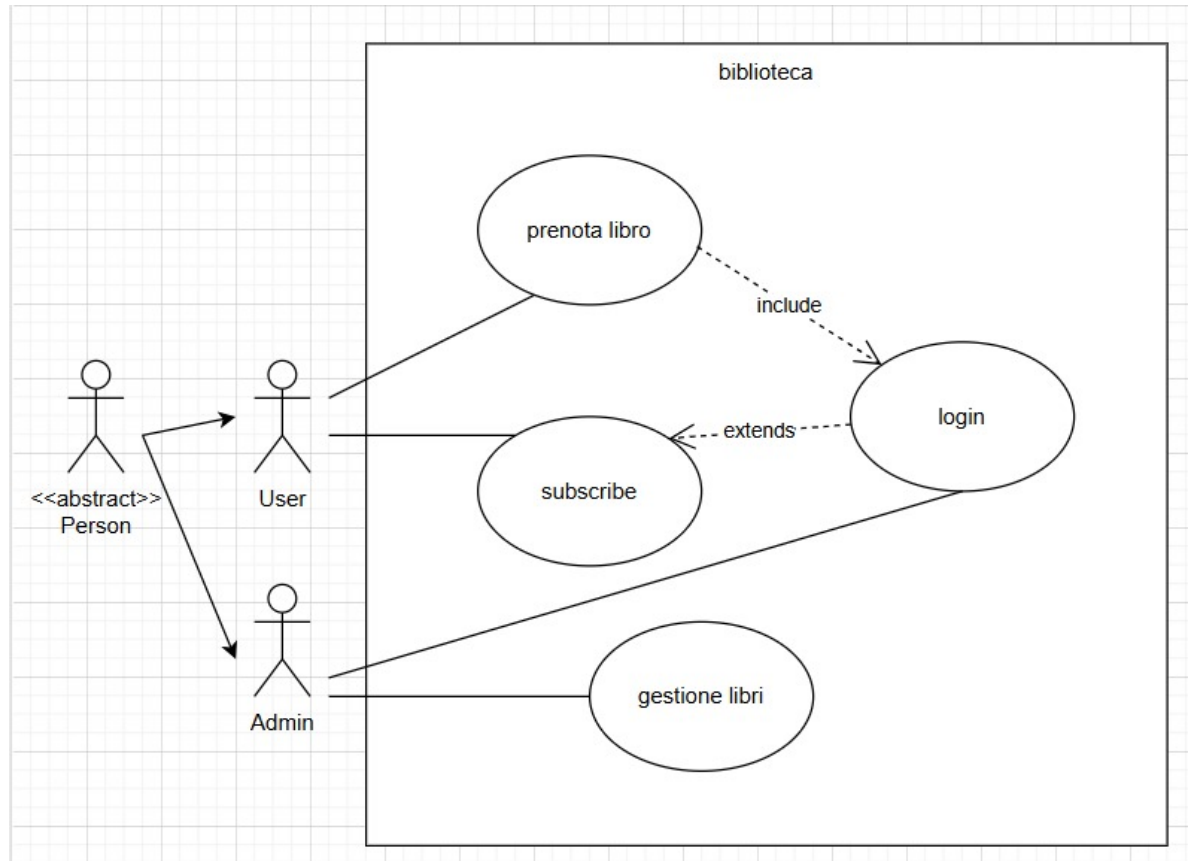 biblioteca
prenota libro
include
login
extends
subscribe
<<abstract>>
Person
User
Admin
gestione libri